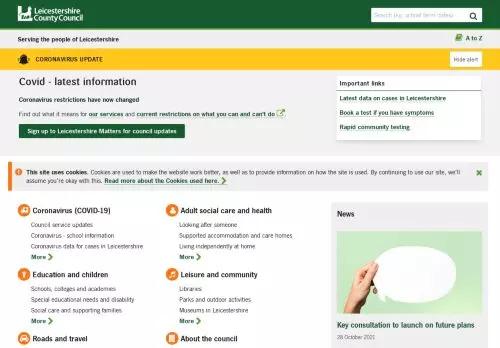 Leicestershire
County Council
Search (eg. school term dates)
Serving the people of Leicestershire
A to Z
CORONAVIRUS UPDATE
Hide alert
Covid - latest information
Coronavirus restrictions have now changed
Find out what it means for our services and current restrictions on what you can and can't do
Sign up to Leicestershire Matters for council updates
Important links
Latest data on cases in Leicestershire
Book a test if you have symptoms
Rapid community testing
This site uses cookies. Cookies are used to make the website work better, as well as to provide information on how the site is used. By continuing to use our site, we'll
assume you're okay with this. Read more about the Cookies used here.
Coronavirus (COVID-19)
Council service updates
Coronavirus - school information
Coronavirus data for cases in Leicestershire
More
Adult social care and health
Looking after someone
Supported accommodation and care homes
Living independently at home
More
Education and children
Schools, colleges and academies
Special educational needs and disability
Social care and supporting families
More
Leisure and community
Libraries
Parks and outdoor activities
Museums in Leicestershire
More
Roads and travel
About the council
News
Key consultation to launch on future plans
28 October 2021